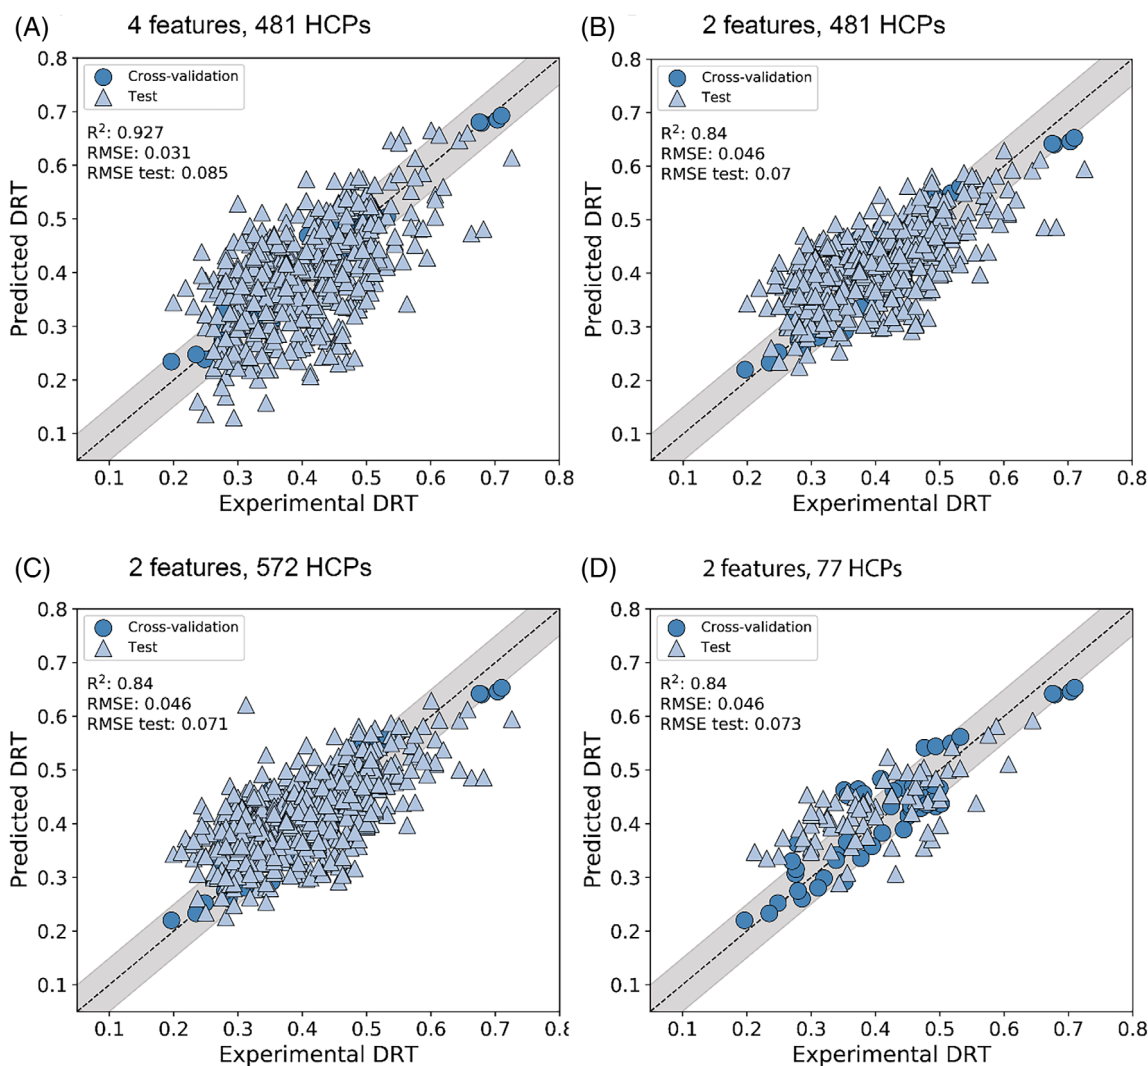 (A)
4 features, 481 HCPs
0.8
0.7
0.6
0.5
0.4
0.3
0.2
0.1
Predicted DRT
Cross-validation
Test
R²: 0.927
RMSE: 0.031
RMSE test: 0.085
0.1 0.2 0.3 0.4 0.5 0.6 0.7 0.8
Experimental DRT
(B)
2 features, 481 HCPs
0.8
0.7
0.6
0.5
0.4
0.3
0.2
0.1
Predicted DRT
Cross-validation
Test
R²: 0.84
RMSE: 0.046
RMSE test: 0.07
0.1 0.2 0.3 0.4 0.5 0.6 0.7 0.8
Experimental DRT
(C)
2 features, 572 HCPs
0.8
0.7
0.6
0.5
0.4
0.3
0.2
0.1
Predicted DRT
Cross-validation
Test
R²: 0.84
RMSE: 0.046
RMSE test: 0.071
0.1 0.2 0.3 0.4 0.5 0.6 0.7 0.8
Experimental DRT
(D)
2 features, 77 HCPs
0.8
0.7
0.6
0.5
0.4
0.3
0.2
0.1
Predicted DRT
Cross-validation
Test
R²: 0.84
RMSE: 0.046
RMSE test: 0.073
0.1 0.2 0.3 0.4 0.5 0.6 0.7 0.8
Experimental DRT